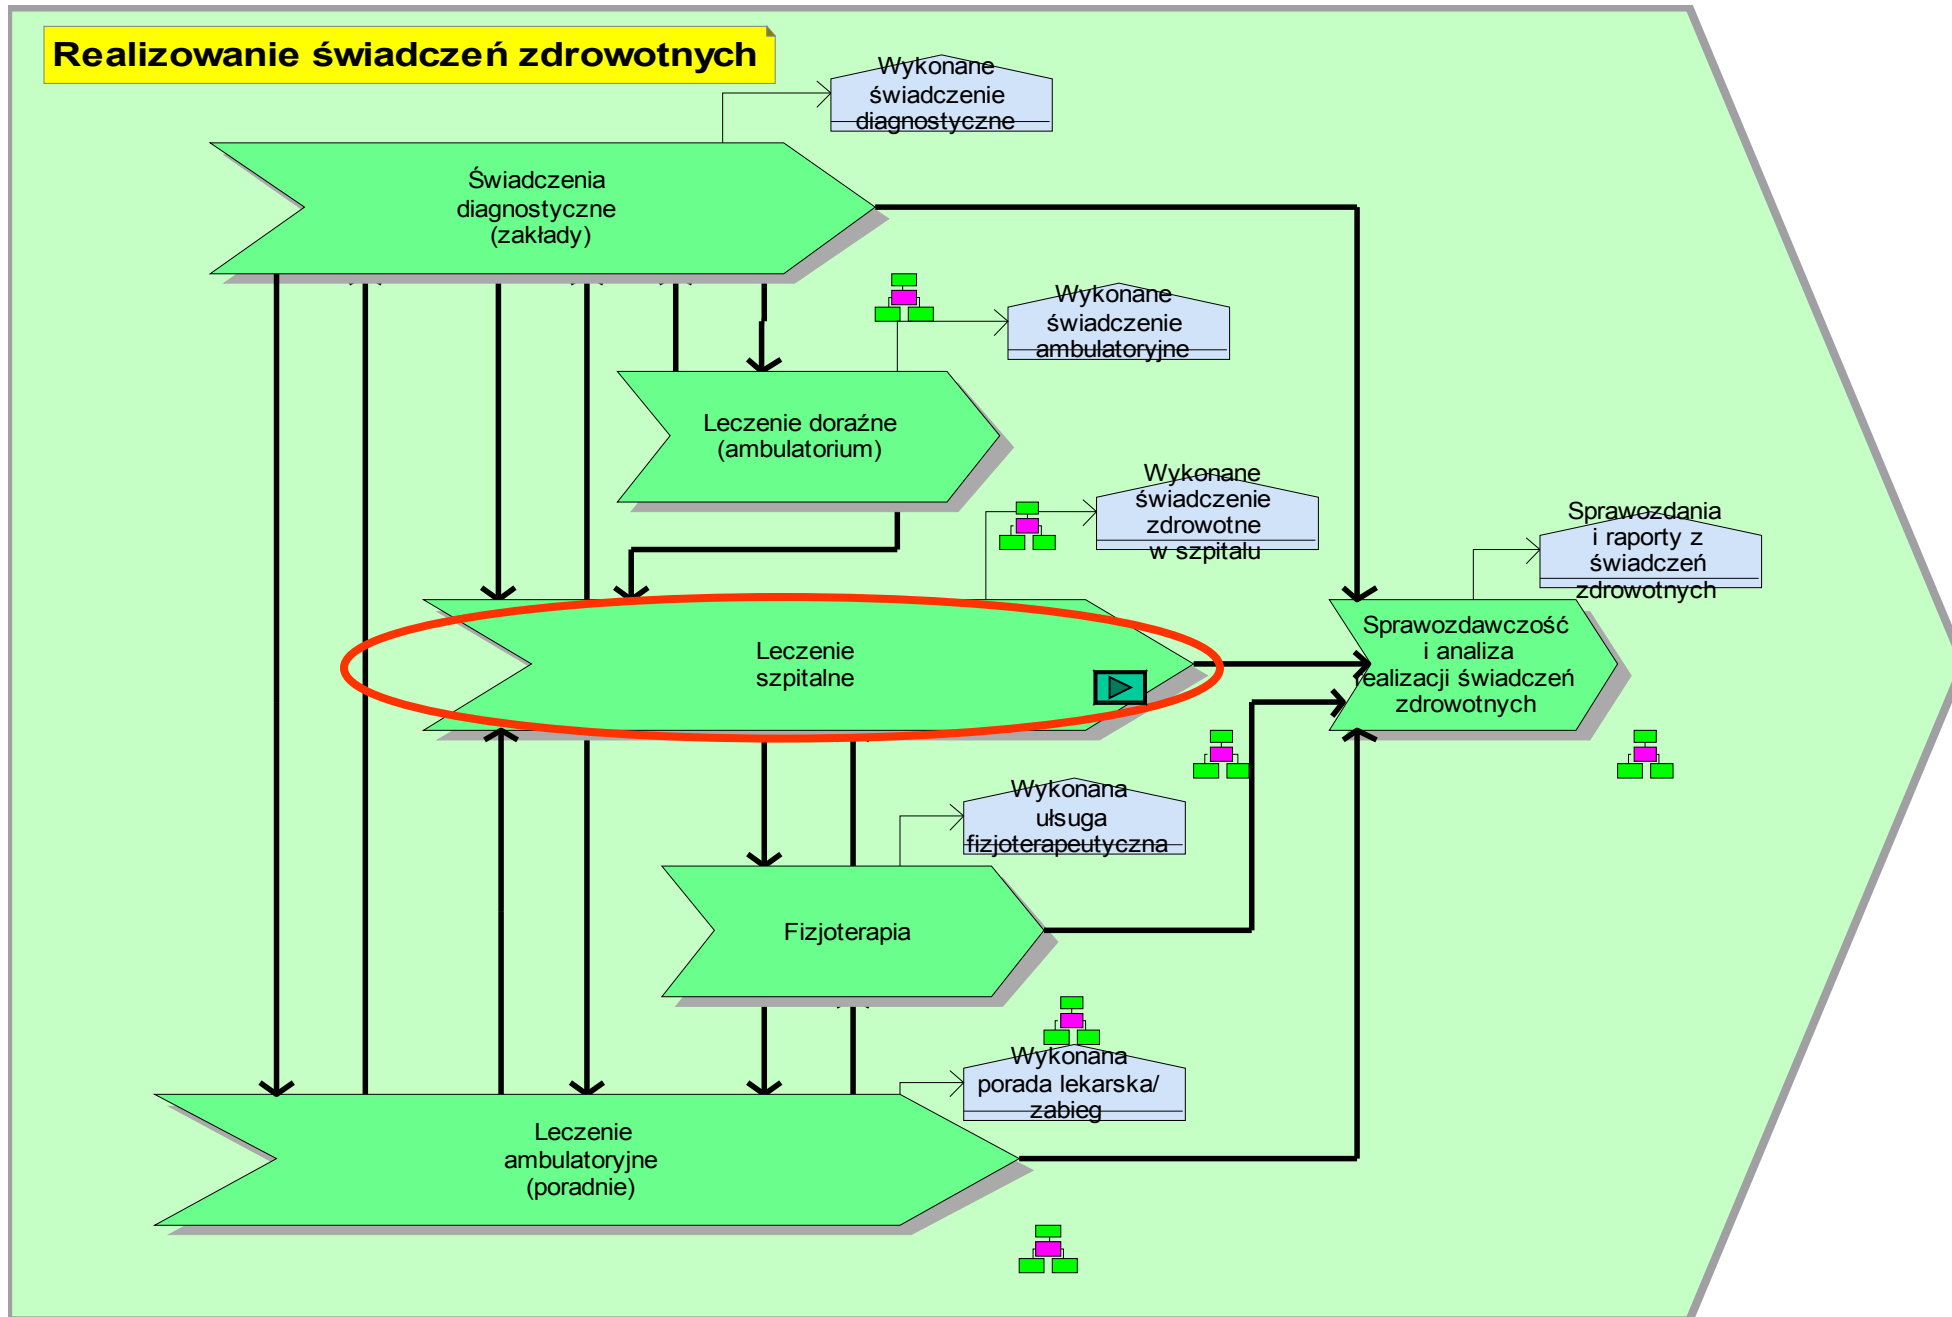 Realizowanie świadczeń zdrowotnych
Wykonane
świadczenie
diagnostyczne
Świadczenia
diagnostyczne
(zakłady)
Wykonane
świadczenie
ambulatoryjne
Leczenie doraźne
(ambulatorium)
Wykonane
świadczenie
zdrowotne
w szpitalu
Sprawozdania
i raporty z
świadczeń
zdrowotnych
Leczenie
szpitalne
Sprawozdawczość
i analiza
realizacji świadczeń
zdrowotnych
Wykonana
ułsuga
fizjoterapeutyczna
Fizjoterapia
Wykonana
porada lekarska/
zabieg
Leczenie
ambulatoryjne
(poradnie)